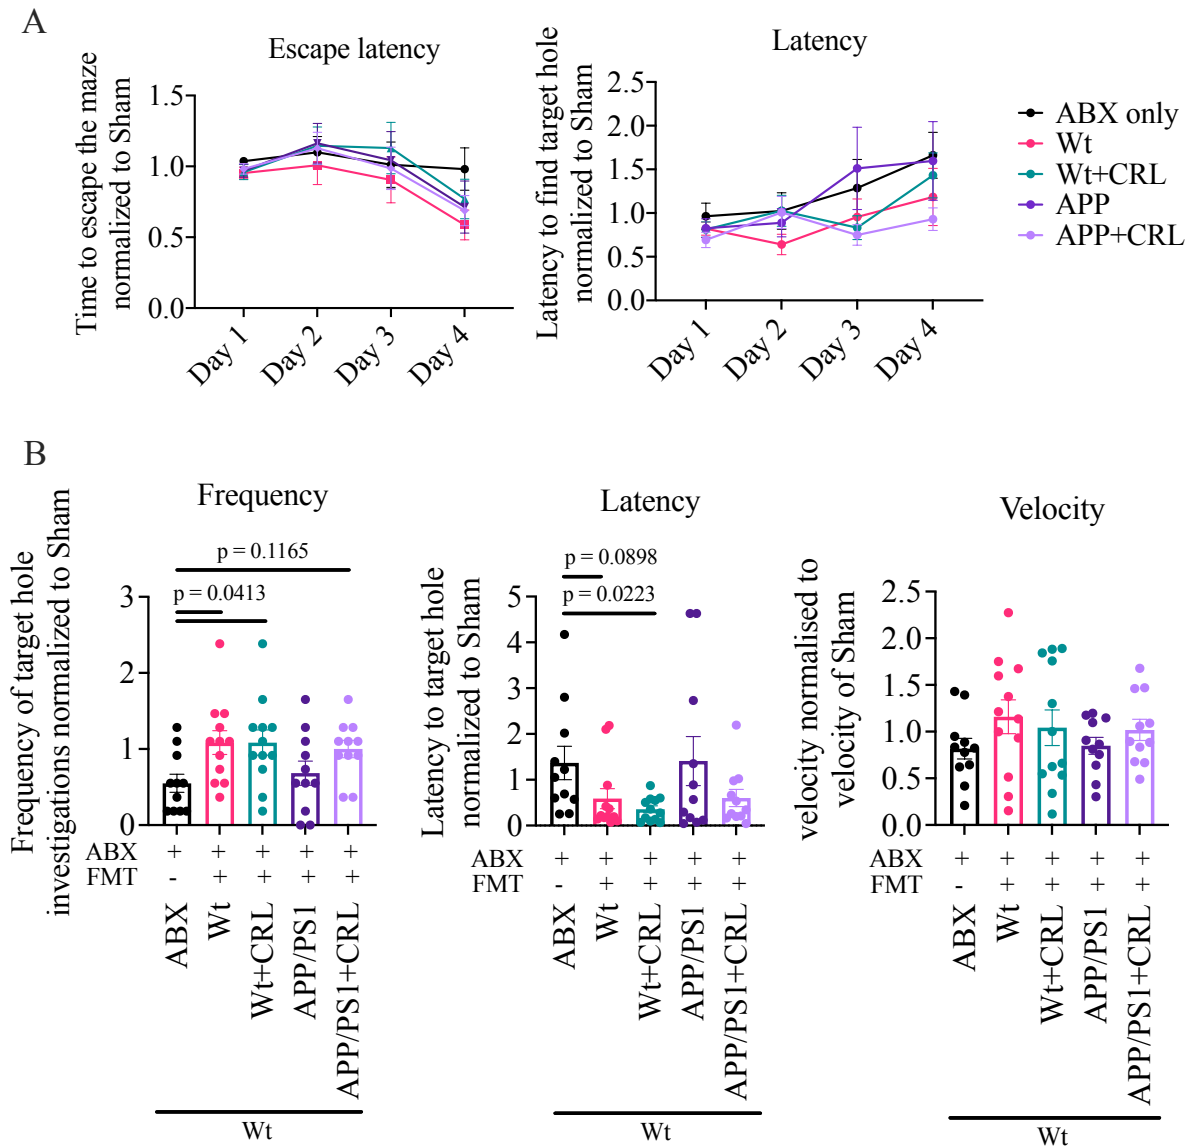 A
Escape latency
Time to escape the maze
normalized to Sham
1.5
1.0
0.5
0.0
Day 1
Day 2
Day 3
Day 4
Latency
Latency to find target hole
normalized to Sham
2.5
2.0
1.5
1.0
0.5
0.0
Day 1
Day 2
Day 3
Day 4
ABX only
Wt
Wt+CRL
APP
APP+CRL
B
Frequency
Frequency of target hole
investigations normalized to Sham
p = 0.1165
p = 0.0413
3
2
1
0
ABX + + + + +
FMT - + + + +
ABX
Wt
Wt+CRL
APP/PS1
APP/PS1+CRL
Wt
Latency
Latency to target hole
normalized to Sham
p = 0.0898
p = 0.0223
5
4
3
2
1
0
ABX + + + + +
FMT - + + + +
ABX
Wt
Wt+CRL
APP/PS1
APP/PS1+CRL
Wt
Velocity
velocity normalised to
velocity of Sham
2.5
2.0
1.5
1.0
0.5
0.0
ABX + + + + +
FMT - + + + +
ABX
Wt
Wt+CRL
APP/PS1
APP/PS1+CRL
Wt